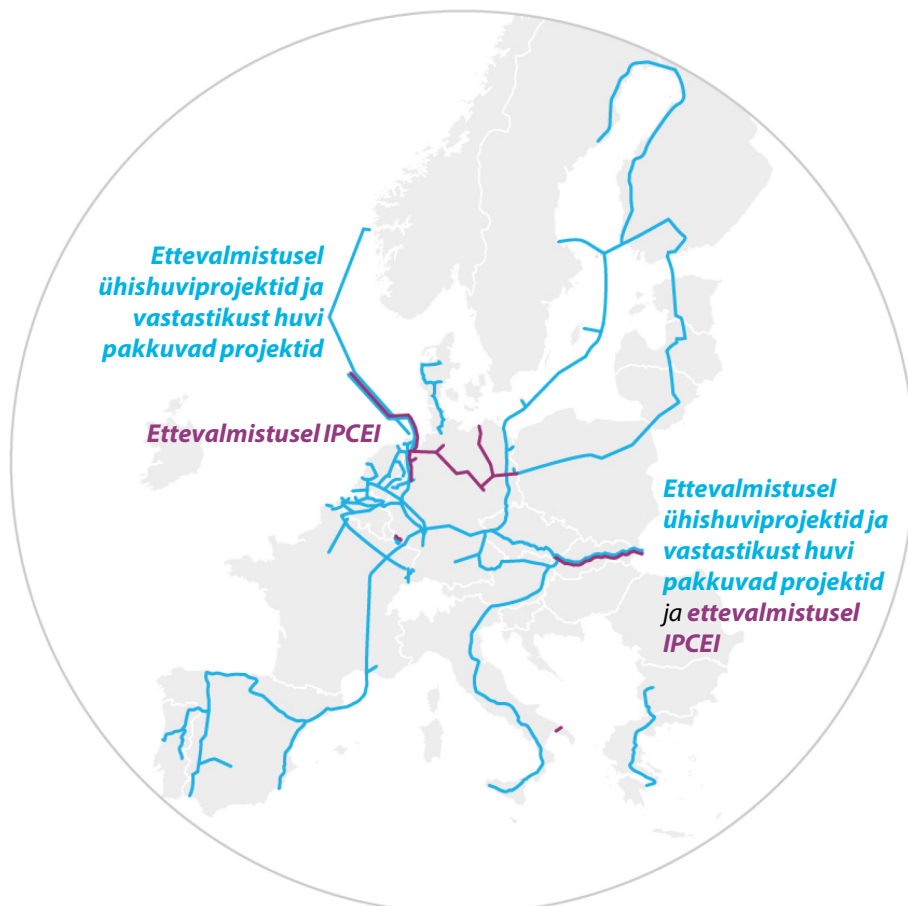 Ettevalmistusel
ühishuviprojektid ja
vastastikust huvi
pakkuvad projektid
Ettevalmistusel IPCEI
Ettevalmistusel
ühishuviprojektid ja
vastastikust huvi
pakkuvad projektid
ja ettevalmistusel
IPCEI